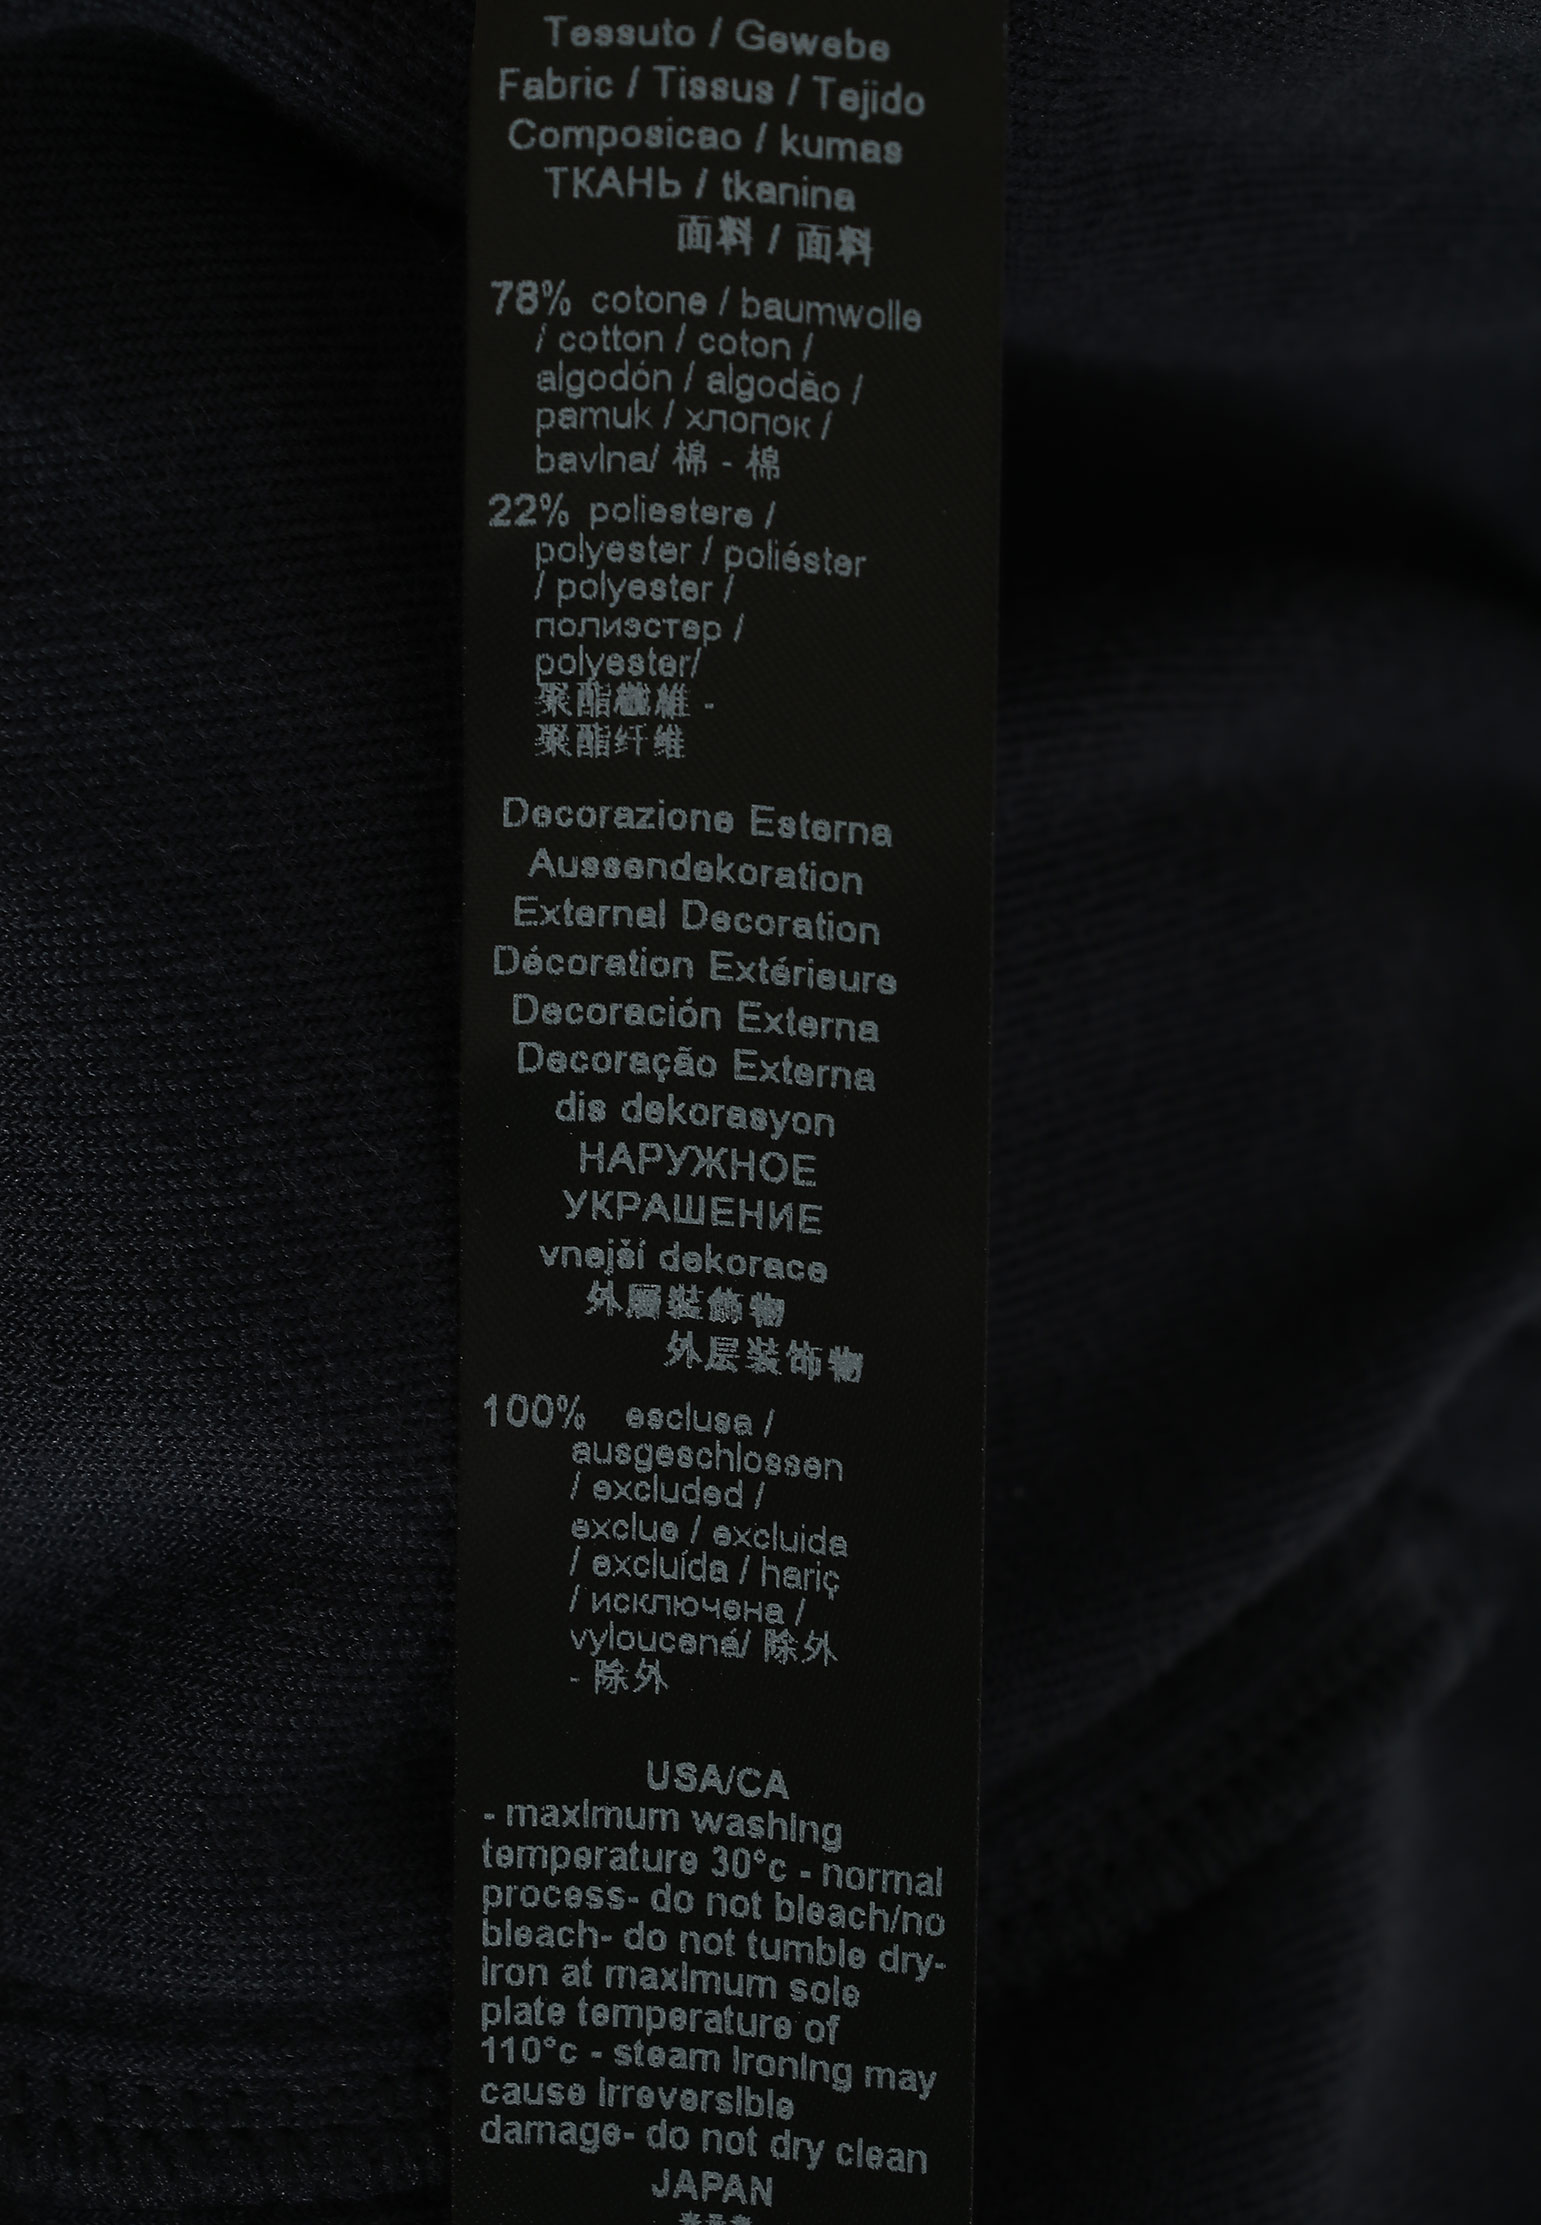 Tessuto / Gewebe
Fabric / Tissus / Tejido
Composicao / kumas
ТКАНЬ / tkanina
面料 / 面料
78% cotone / baumwolle
/ cotton / coton /
algodón / algodão /
pamuk / хлопок /
bavlna/ 棉 - 棉
22% poliestere /
polyester / poliéster
/ polyester /
полиэстер /
polyester/
聚酯纖維 -
聚酯纤维
Decorazione Esterna
Aussendekoration
External Decoration
Décoration Extérieure
Decoración Externa
Decoração Externa
dis dekorasyon
НАРУЖНОЕ
УКРАШЕНИЕ
vnejší dekorace
外層裝飾物
外层装饰物
100% esclusa /
ausgeschlossen
/ excluded /
exclue / excluida
/ excluída / hariç
/ исключена /
vyloucená/ 除外
- 除外
USA/CA
- maximum washing
temperature 30°c - normal
process- do not bleach/no
bleach- do not tumble dry-
iron at maximum sole
plate temperature of
110°c - steam ironing may
cause irreversible
damage- do not dry clean
JAPAN